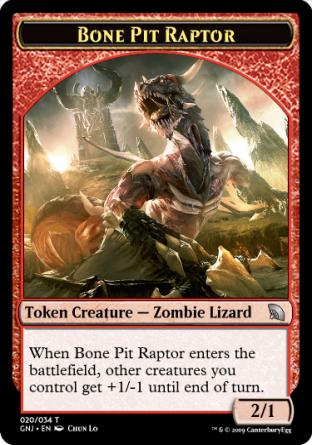 BONE PIT RAPTOR
Token Creature — Zombie Lizard
When Bone Pit Raptor enters the
battlefield, other creatures you
control get +1/-1 until end of turn.
2/1
020/034 T
GNJ • EN CHUN LO
™ & © 2019 CanterburyEgg